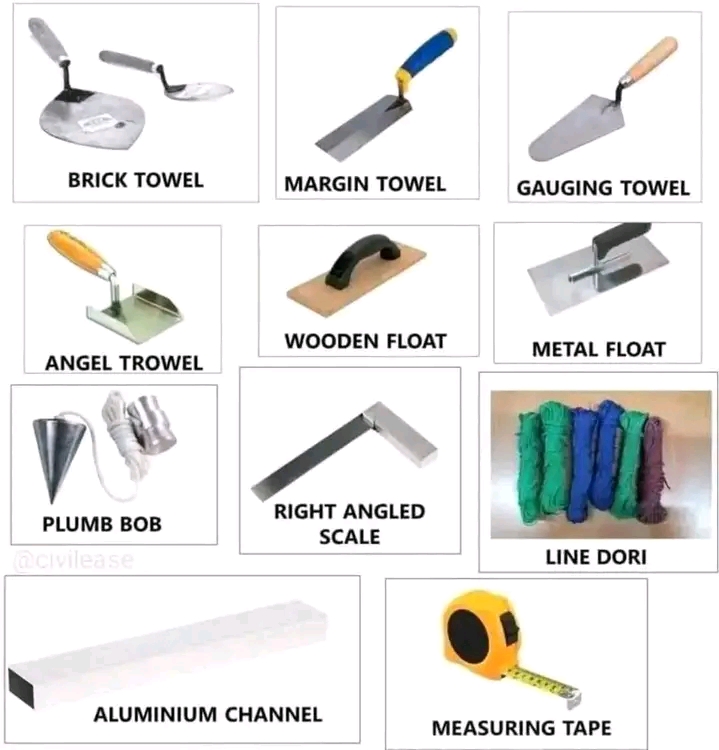 BRICK TOWEL
MARGIN TOWEL
GAUGING TOWEL
ANGEL TROWEL
WOODEN FLOAT
METAL FLOAT
PLUMB BOB
RIGHT ANGLED
SCALE
LINE DORI
@civilease
ALUMINIUM CHANNEL
MEASURING TAPE